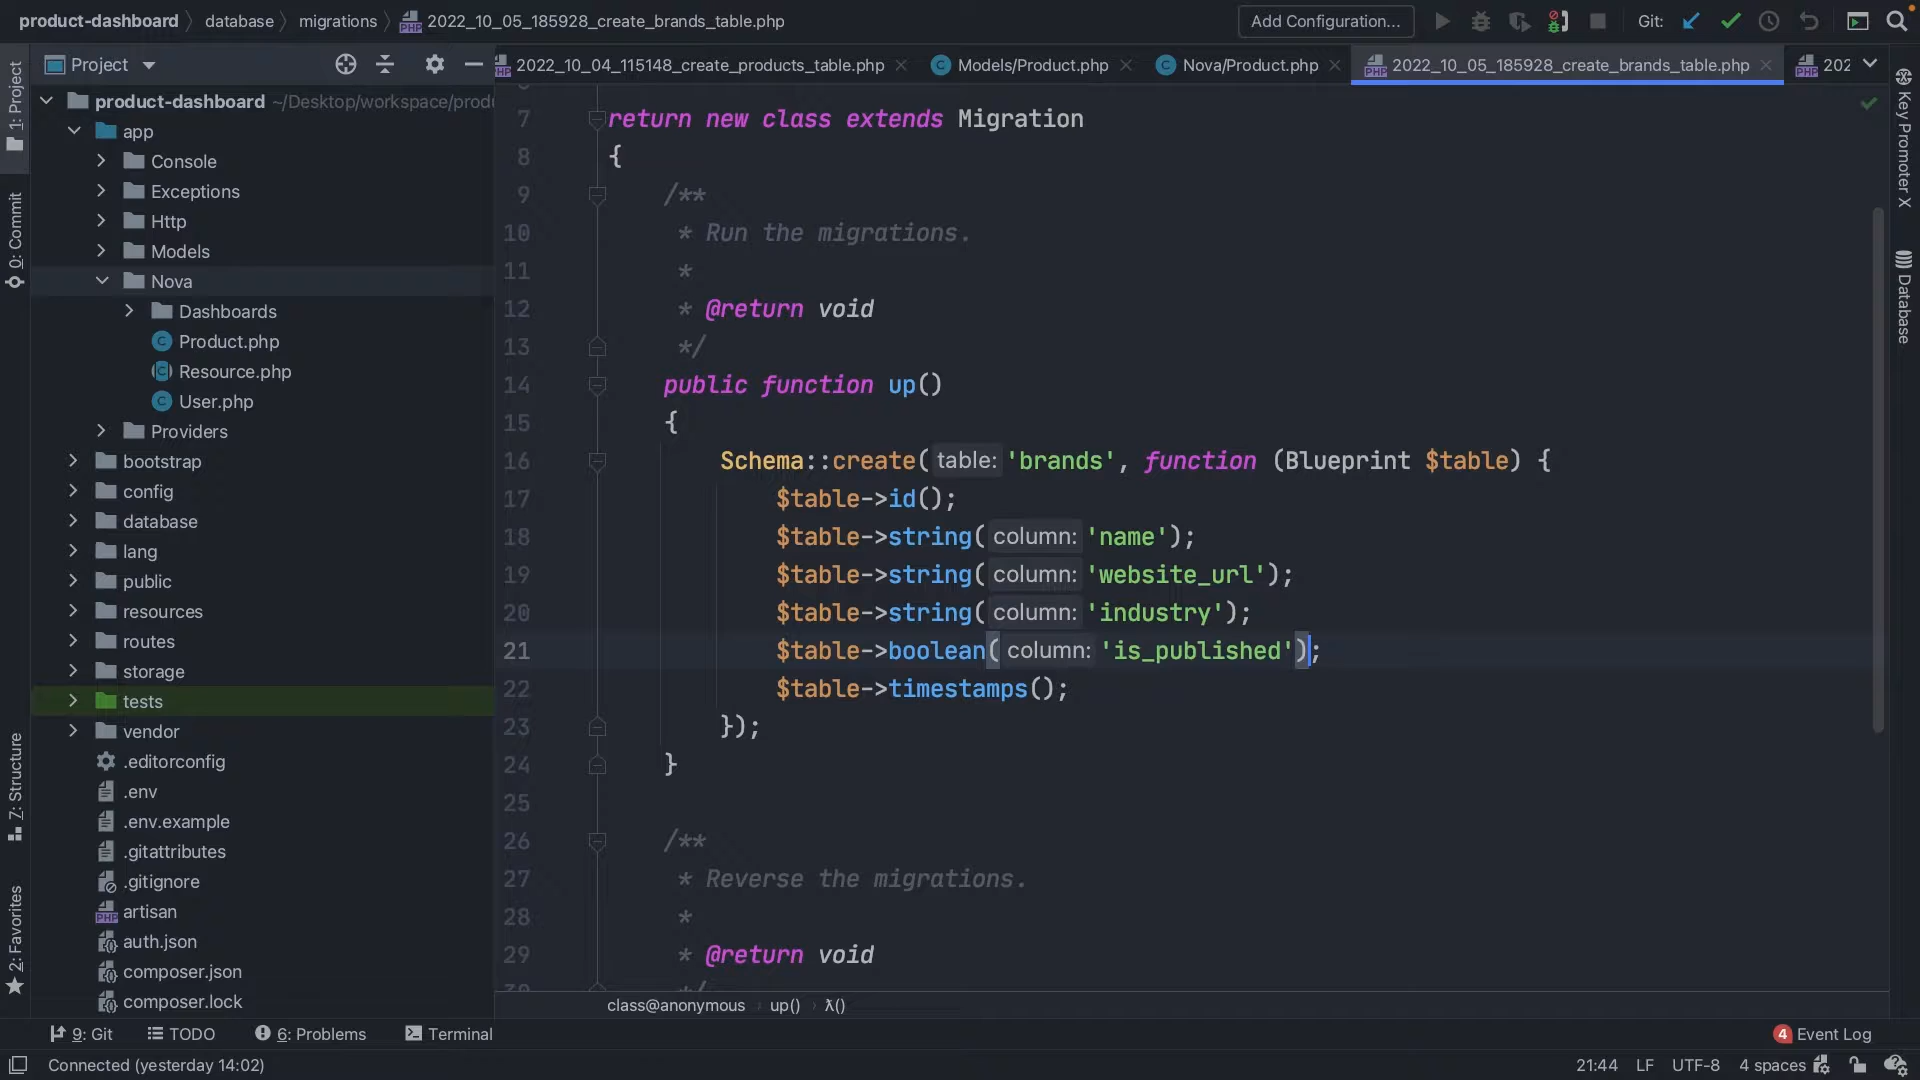 product-dashboard database migrations 2022_10_05_185928_create_brands_table.php
Add Configuration...
Git:
Project
2022_10_04_115148_create_products_table.php
Models/Product.php
Nova/Product.php
2022_10_05_185928_create_brands_table.php
202
1: Project
0: Commit
7: Structure
2: Favorites
Key Promoter X
Database
product-dashboard ~/Desktop/workspace/produ
app
Console
Exceptions
Http
Models
Nova
Dashboards
Product.php
Resource.php
User.php
Providers
bootstrap
config
database
lang
public
resources
routes
storage
tests
vendor
.editorconfig
.env
.env.example
.gitattributes
.gitignore
artisan
auth.json
composer.json
composer.lock
7 return new class extends Migration
8 {
9 /**
10 * Run the migrations.
11 *
12 * @return void
13 */
14 public function up()
15 {
16 Schema::create( table: 'brands', function (Blueprint $table) {
17 $table->id();
18 $table->string( column: 'name');
19 $table->string( column: 'website_url');
20 $table->string( column: 'industry');
21 $table->boolean( column: 'is_published');
22 $table->timestamps();
23 });
24 }
25
26 /**
27 * Reverse the migrations.
28 *
29 * @return void
class@anonymous › up() › λ()
9: Git
TODO
6: Problems
Terminal
4 Event Log
Connected (yesterday 14:02)
21:44 LF UTF-8 4 spaces